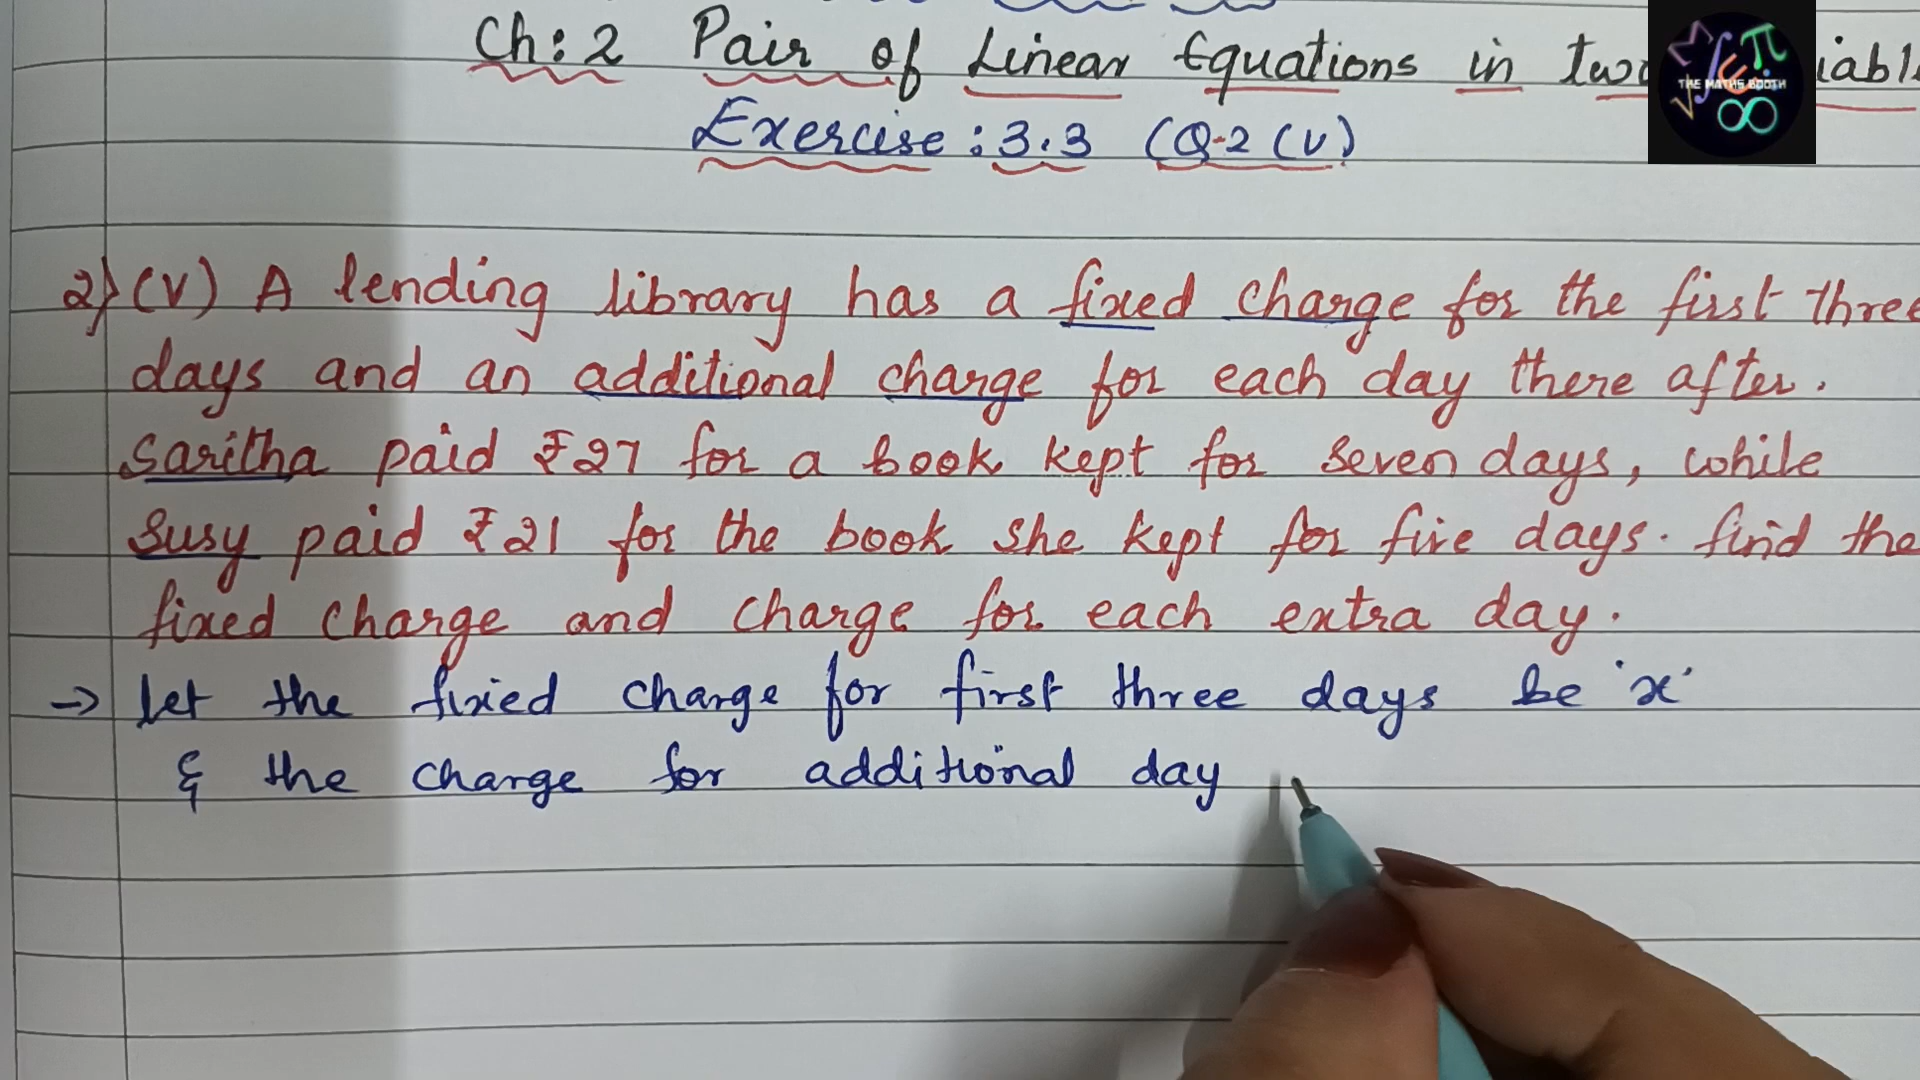 Ch: 2 Pair of Linear Equations in two iabl
THE MATHS BOOTH
Exercise: 3.3 (Q-2 (V)
2) (V) A lending library has a fixed charge for the first three
days and an additional charge for each day there after.
Saritha paid ₹27 for a book kept for seven days, while
Susy paid ₹21 for the book she kept for five days. find the
fixed charge and charge for each extra day.
→ Let the fixed charge for first three days be 'x'
& the charge for additional day